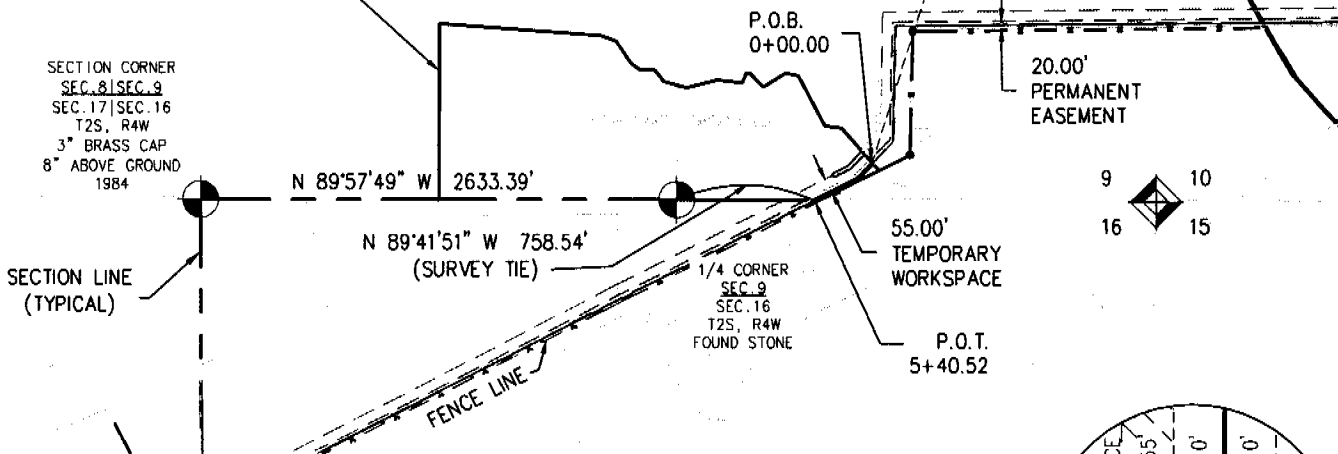 SECTION CORNER
SEC.8|SEC.9
SEC.17|SEC.16
T2S, R4W
3" BRASS CAP
8" ABOVE GROUND
1984
P.O.B.
0+00.00
20.00'
PERMANENT
EASEMENT
N 89°57'49" W 2633.39'
9 10
16 15
N 89°41'51" W 758.54'
(SURVEY TIE)
55.00'
TEMPORARY
WORKSPACE
SECTION LINE
(TYPICAL)
1/4 CORNER
SEC.9
SEC.16
T2S, R4W
FOUND STONE
P.O.T.
5+40.52
FENCE LINE